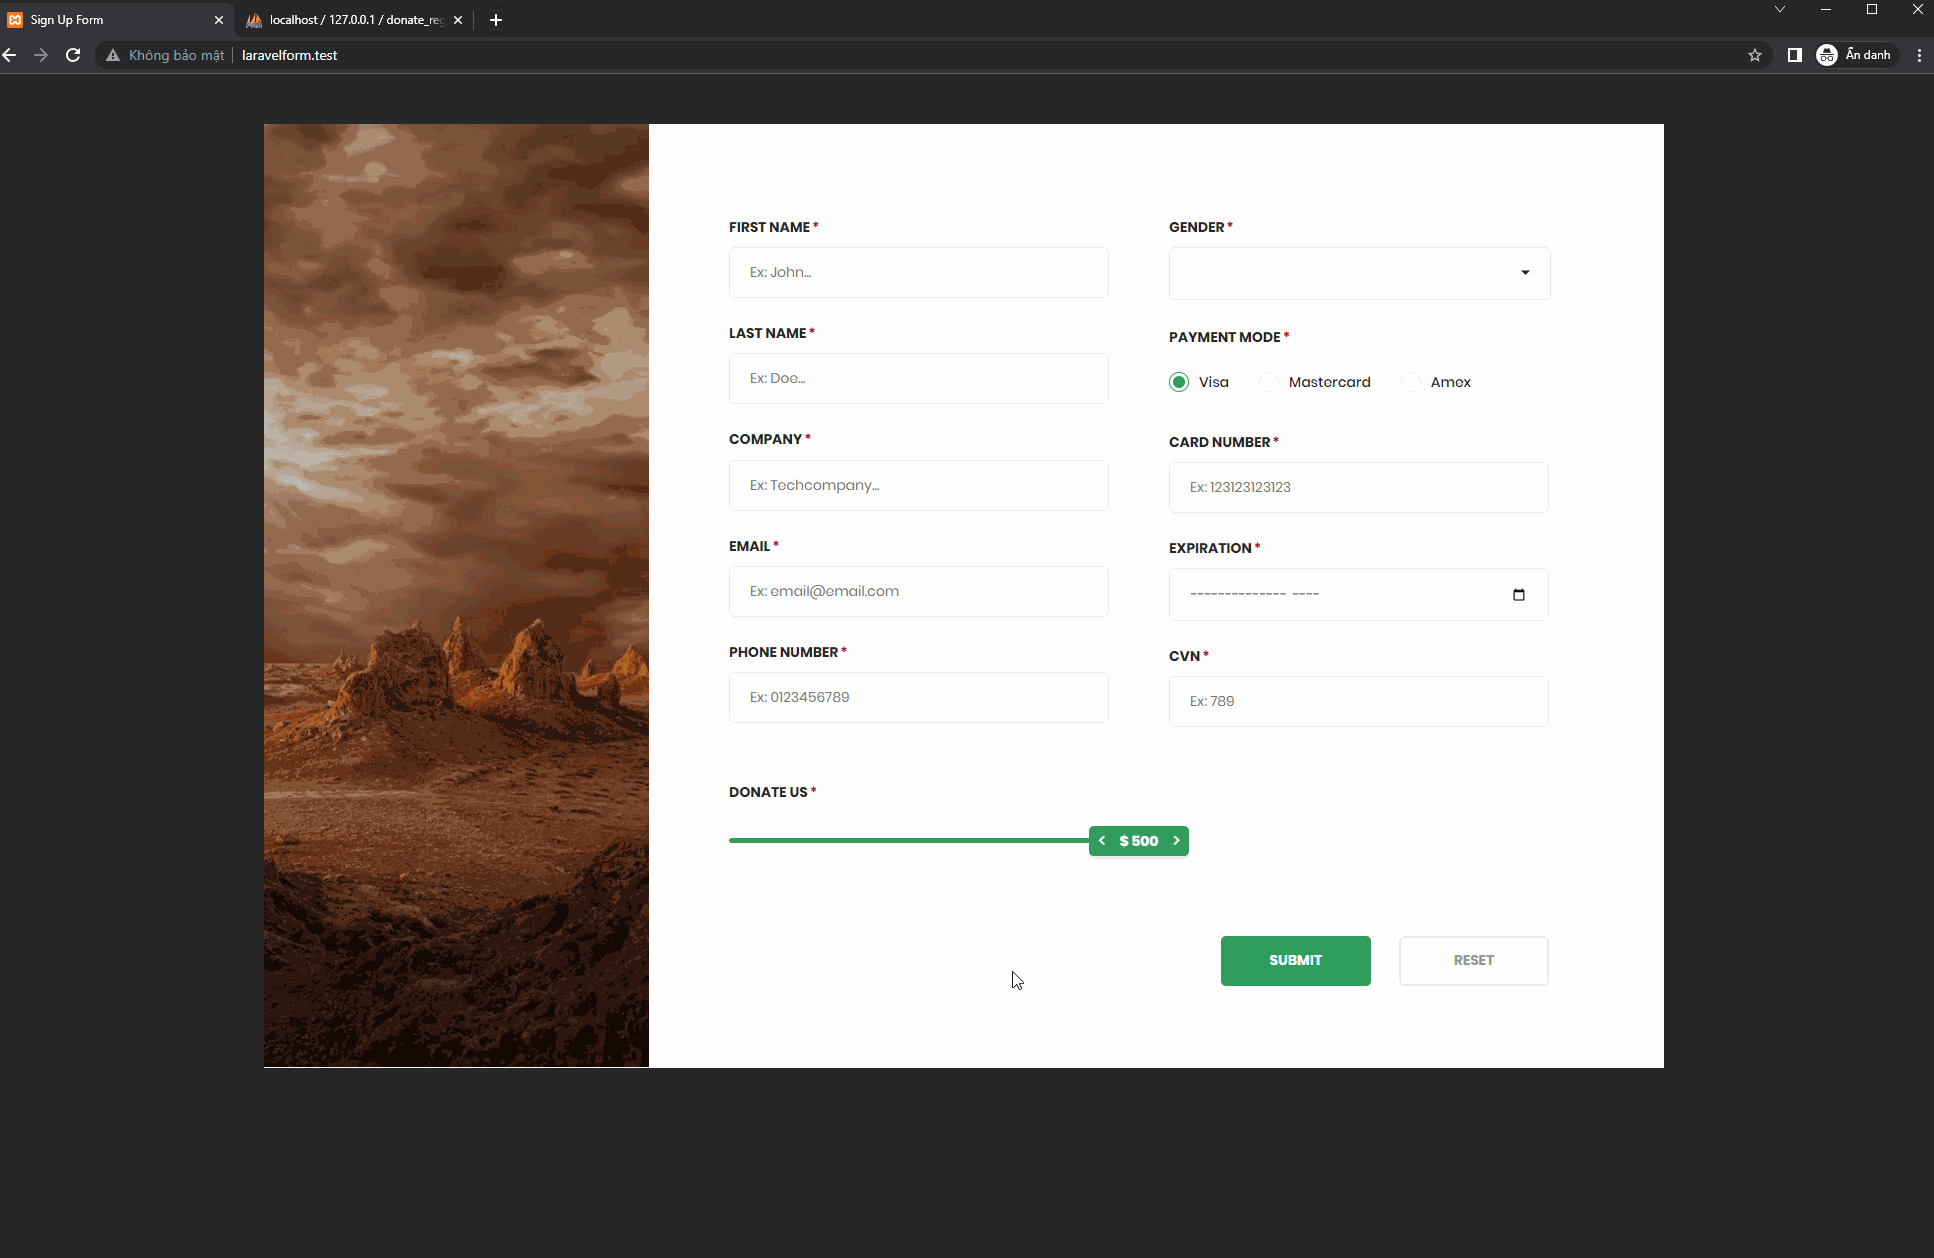 Sign Up Form
localhost / 127.0.0.1 / donate_reg
Không bảo mật
laravelform.test
Ẩn danh
FIRST NAME *
Ex: John...
LAST NAME *
Ex: Doe...
COMPANY *
Ex: Techcompany...
EMAIL *
Ex: email@email.com
PHONE NUMBER *
Ex: 0123456789
GENDER *
PAYMENT MODE *
Visa Mastercard Amex
CARD NUMBER *
Ex: 123123123123
EXPIRATION *
-------------- ----
CVN *
Ex: 789
DONATE US *
< $ 500 >
SUBMIT
RESET